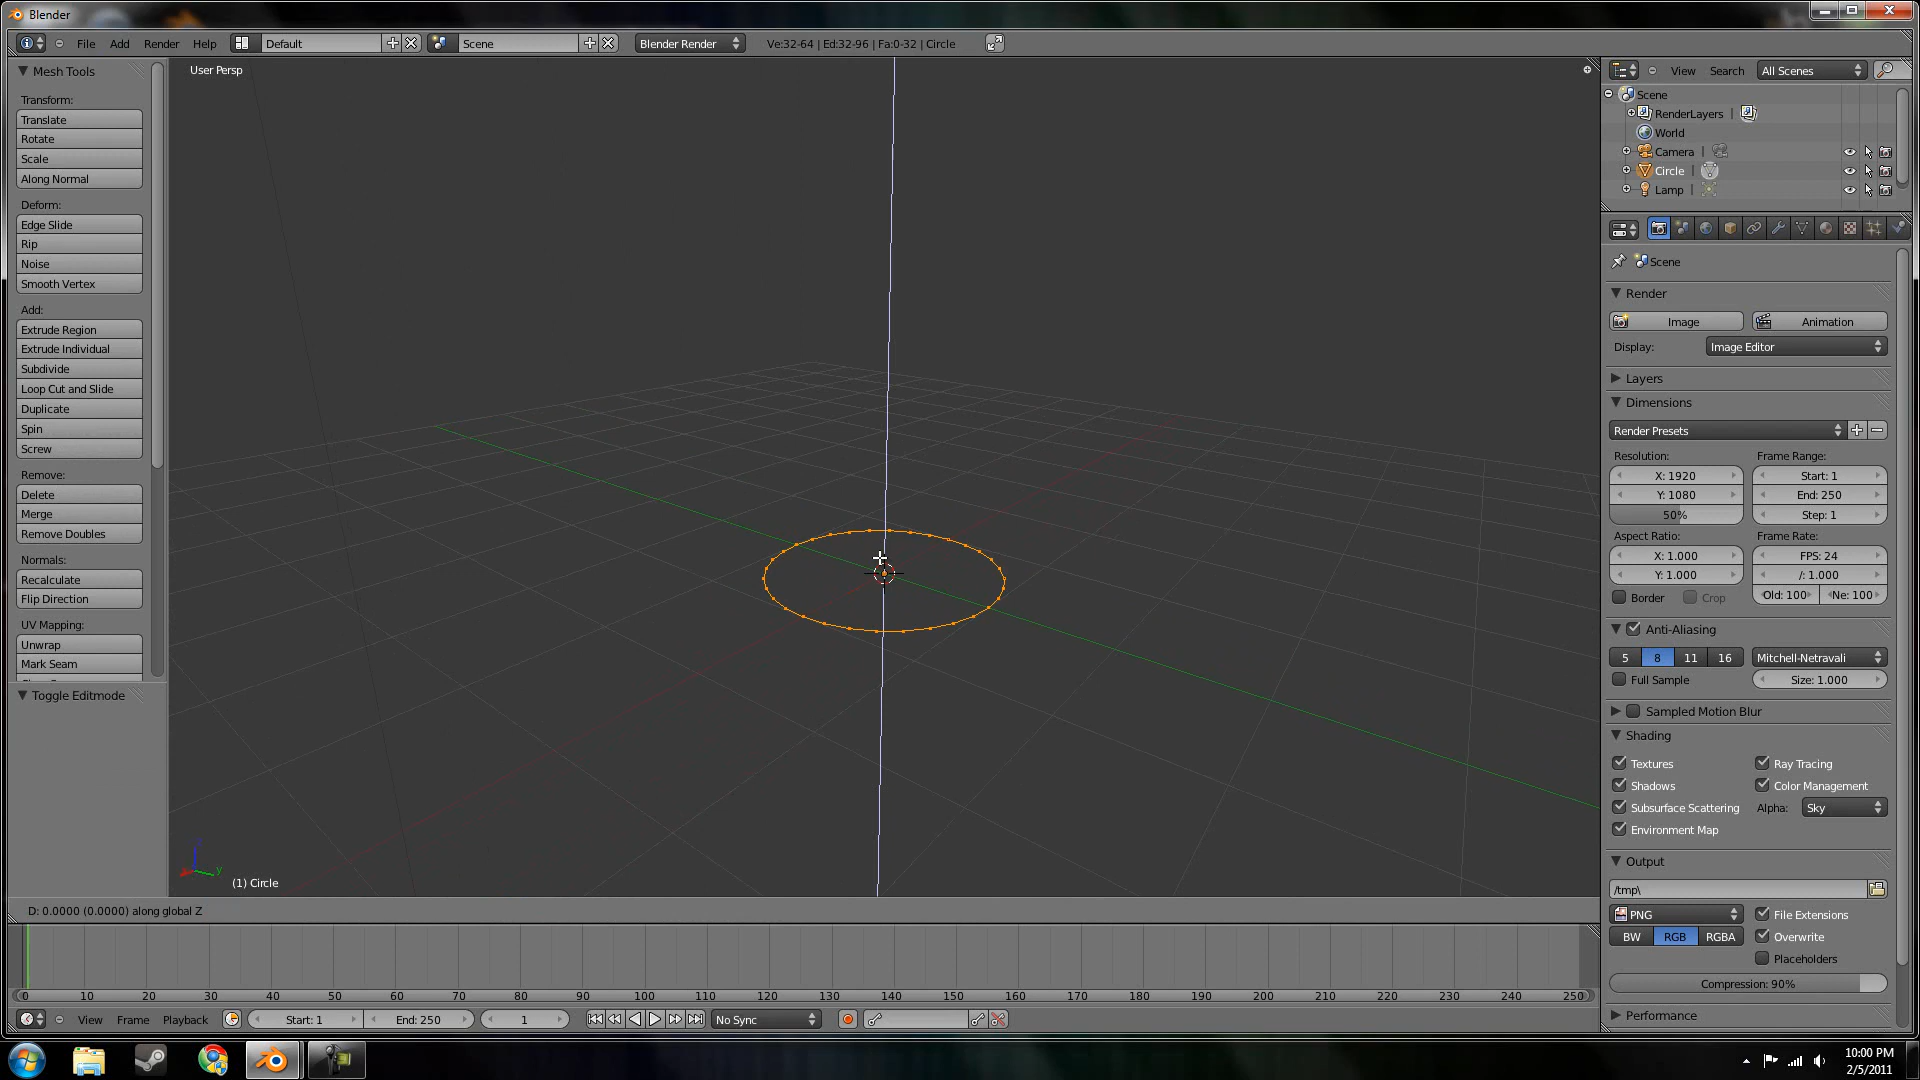 Blender
File Add Render Help Default Scene Blender Render Ve:32-64 | Ed:32-96 | Fa:0-32 | Circle
Mesh Tools
Transform:
Translate
Rotate
Scale
Along Normal
Deform:
Edge Slide
Rip
Noise
Smooth Vertex
Add:
Extrude Region
Extrude Individual
Subdivide
Loop Cut and Slide
Duplicate
Spin
Screw
Remove:
Delete
Merge
Remove Doubles
Normals:
Recalculate
Flip Direction
UV Mapping:
Unwrap
Mark Seam
Toggle Editmode
User Persp
y
(1) Circle
D: 0.0000 (0.0000) along global Z
View Search All Scenes
Scene
RenderLayers |
World
Camera |
Circle |
Lamp |
Scene
Render
Image Animation
Display: Image Editor
Layers
Dimensions
Render Presets
Resolution: Frame Range:
X: 1920 Start: 1
Y: 1080 End: 250
50% Step: 1
Aspect Ratio: Frame Rate:
X: 1.000 FPS: 24
Y: 1.000 /: 1.000
Border Crop Old: 100 Ne: 100
Anti-Aliasing
5 8 11 16 Mitchell-Netravali
Full Sample Size: 1.000
Sampled Motion Blur
Shading
Textures Ray Tracing
Shadows Color Management
Subsurface Scattering Alpha: Sky
Environment Map
Output
/tmp\
PNG File Extensions
BW RGB RGBA Overwrite
Placeholders
Compression: 90%
Performance
0 10 20 30 40 50 60 70 80 90 100 110 120 130 140 150 160 170 180 190 200 210 220 230 240 250
View Frame Playback Start: 1 End: 250 1 No Sync
10:00 PM
2/5/2011